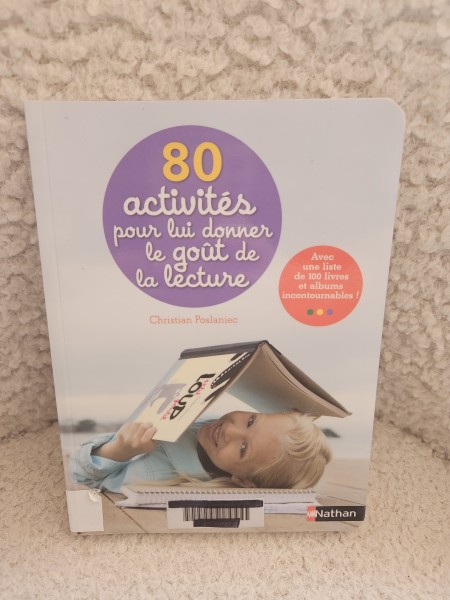 80
activités
pour lui donner
le goût de
la lecture
Avec
une liste
de 100 livres
et albums
incontournables !
Christian Poslaniec
LOUP
Nathan